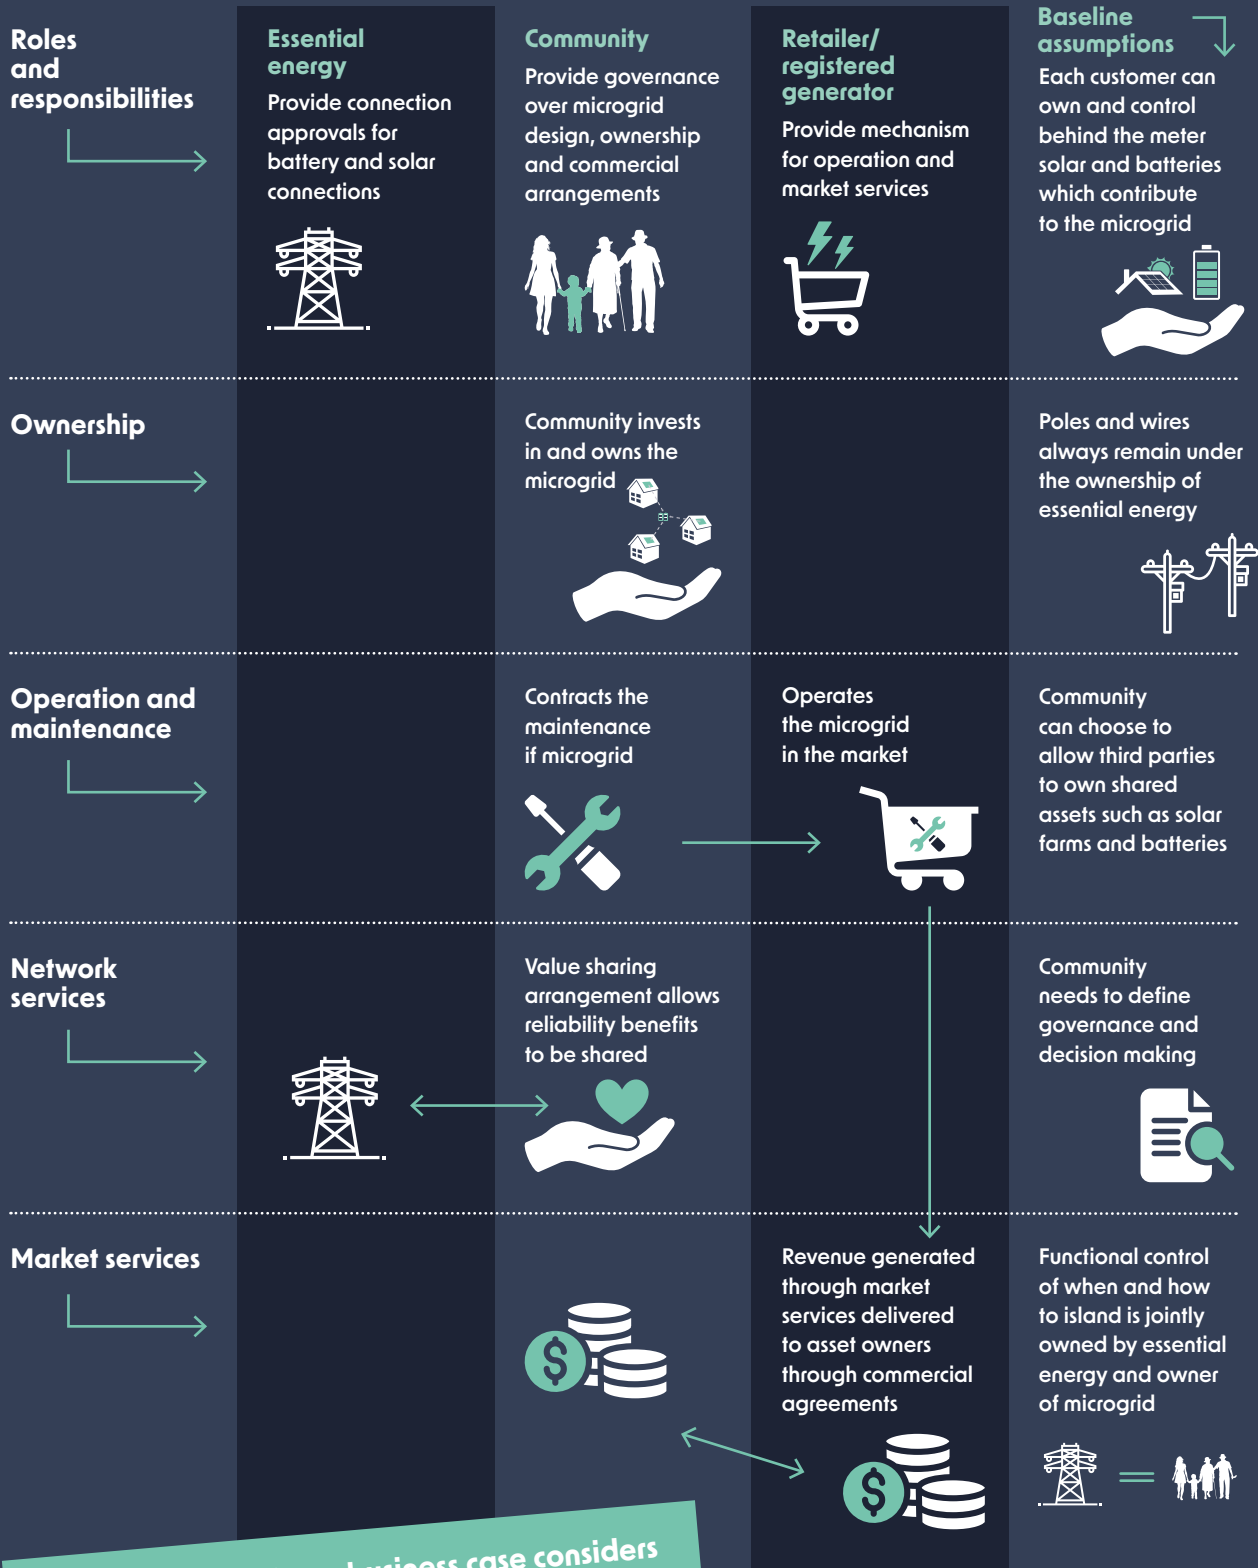 Roles
and
responsibilities
Essential
energy
Provide connection
approvals for
battery and solar
connections
Community
Provide governance
over microgrid
design, ownership
and commercial
arrangements
Retailer/
registered
generator
Provide mechanism
for operation and
market services
Baseline
assumptions
Each customer can
own and control
behind the meter
solar and batteries
which contribute
to the microgrid
Ownership
Community invests
in and owns the
microgrid
Poles and wires
always remain under
the ownership of
essential energy
Operation and
maintenance
Contracts the
maintenance
if microgrid
Operates
the microgrid
in the market
Community
can choose to
allow third parties
to own shared
assets such as solar
farms and batteries
Network
services
Value sharing
arrangement allows
reliability benefits
to be shared
Community
needs to define
governance and
decision making
Market services
$
Revenue generated
through market
services delivered
to asset owners
through commercial
agreements
$
Functional control
of when and how
to island is jointly
owned by essential
energy and owner
of microgrid
business case considers